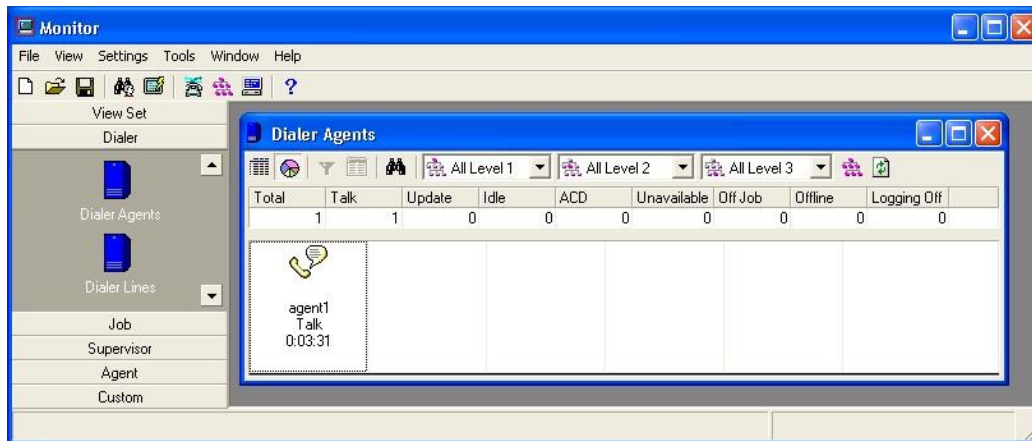 Monitor
File View Settings Tools Window Help
?
View Set
Dialer
Dialer Agents
Dialer Lines
Job
Supervisor
Agent
Custom
Dialer Agents
All Level 1 All Level 2 All Level 3
Total Talk Update Idle ACD Unavailable Off Job Offline Logging Off
1 1 0 0 0 0 0 0 0
agent1
Talk
0:03:31